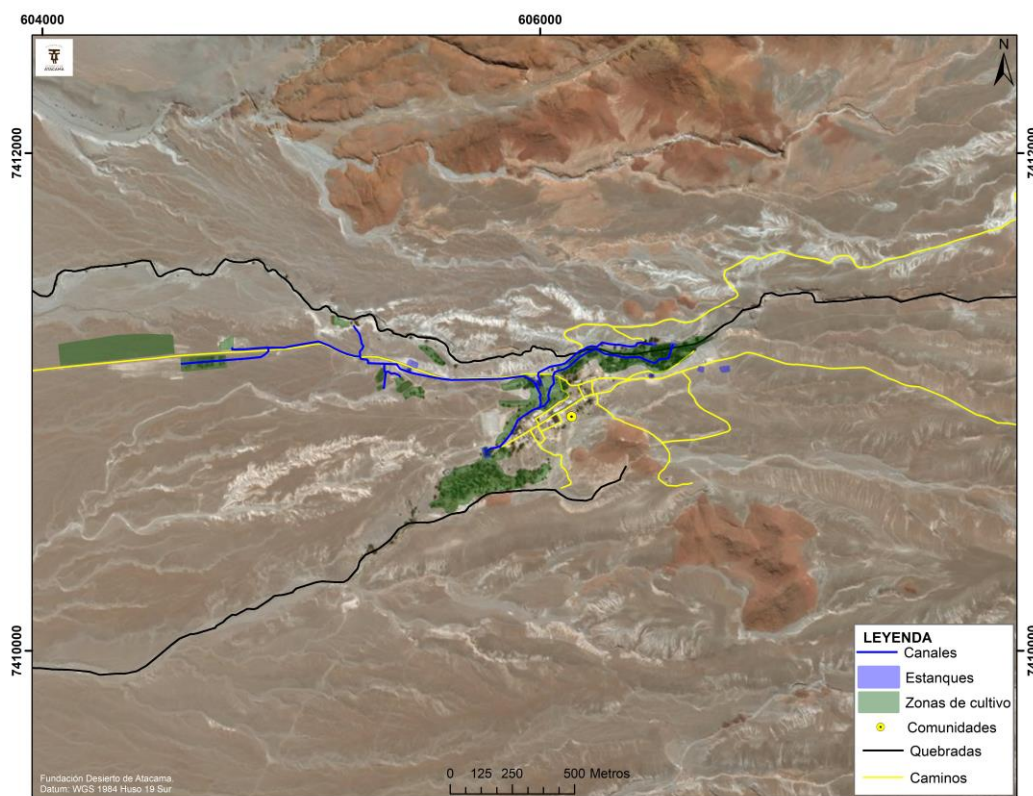 604000
606000
ATACAMA
N
7412000
7412000
7410000
7410000
LEYENDA
Canales
Estanques
Zonas de cultivo
Comunidades
Quebradas
Caminos
0 125 250 500 Metros
Fundación Desierto de Atacama.
Datum: WGS 1984 Huso 19 Sur